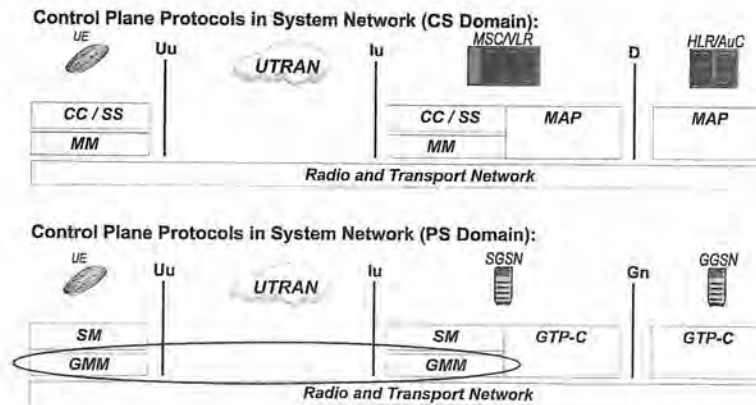 Control Plane Protocols in System Network (CS Domain):
UE Uu UTRAN Iu MSC/VLR D HLR/AuC
CC / SS CC / SS MAP MAP
MM MM
Radio and Transport Network
Control Plane Protocols in System Network (PS Domain):
UE Uu UTRAN Iu SGSN Gn GGSN
SM SM GTP-C GTP-C
GMM GMM
Radio and Transport Network